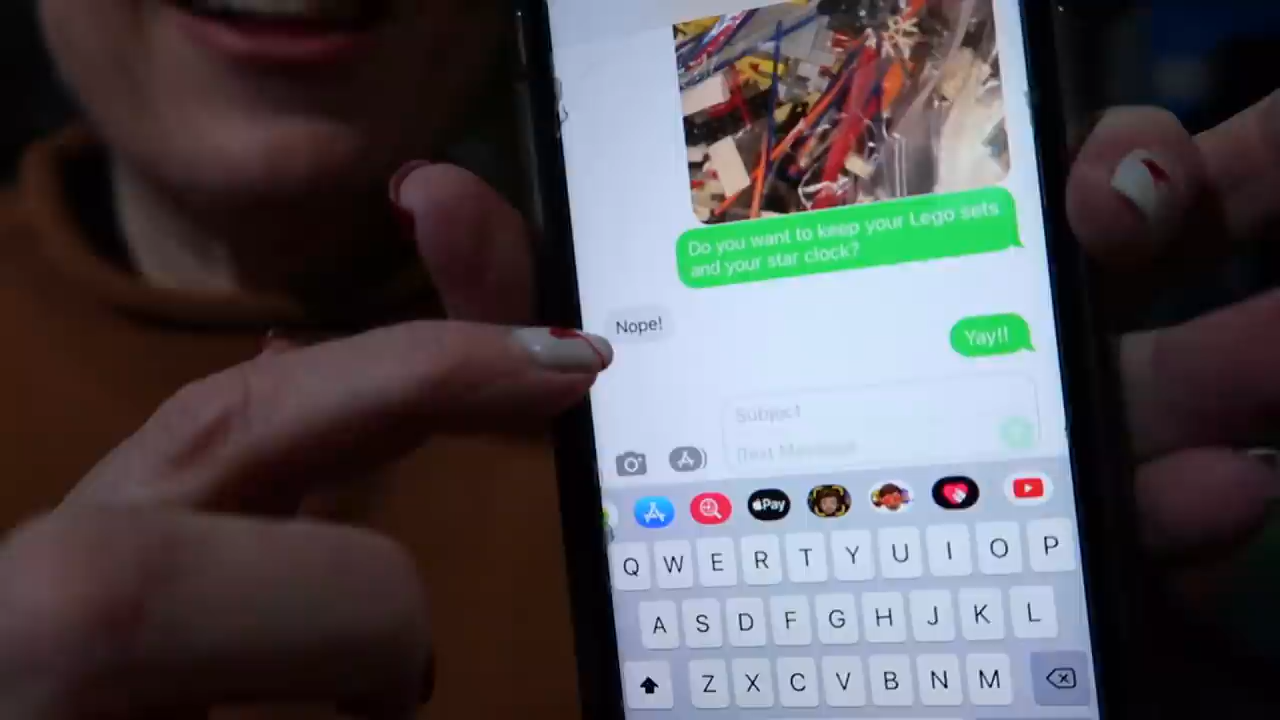 Do you want to keep your Lego sets
and your star clock?
Nope!
Yay!!
Subject
Text Message
Pay
Q W E R T Y U I O P
A S D F G H J K L
Z X C V B N M